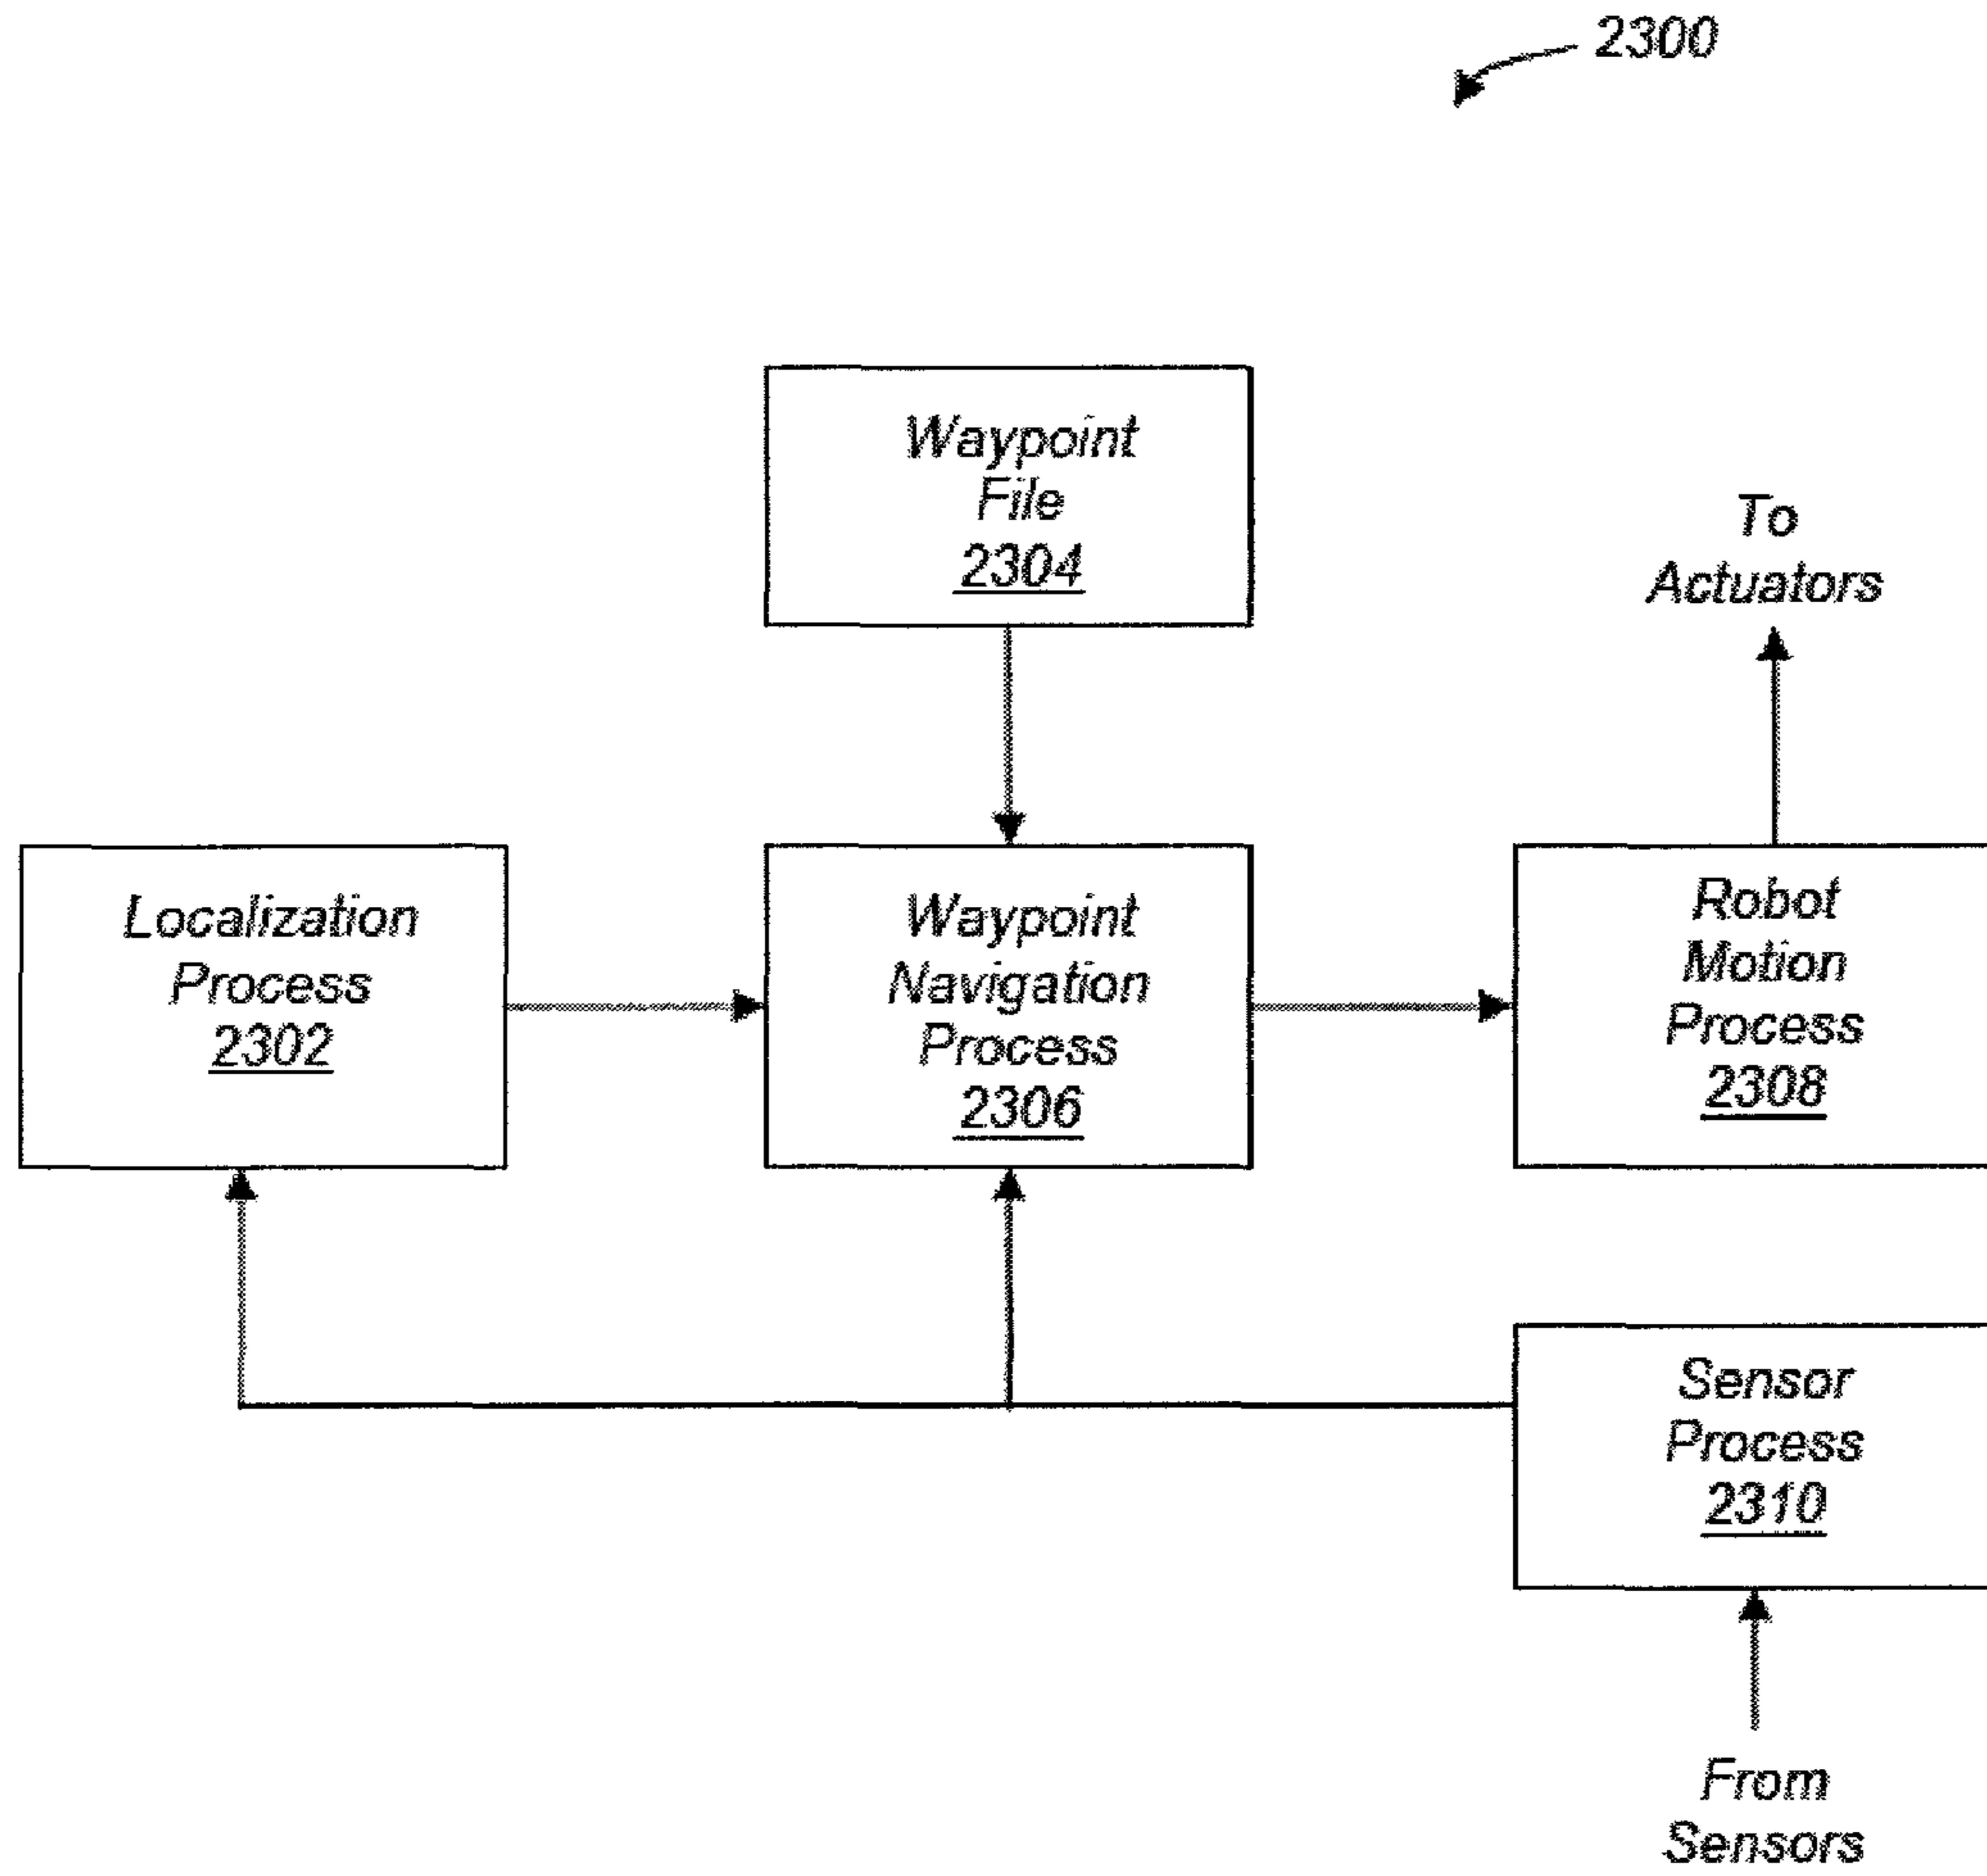 2300
Waypoint
File
2304
To
Actuators
Localization
Process
2302
Waypoint
Navigation
Process
2306
Robot
Motion
Process
2308
Sensor
Process
2310
From
Sensors